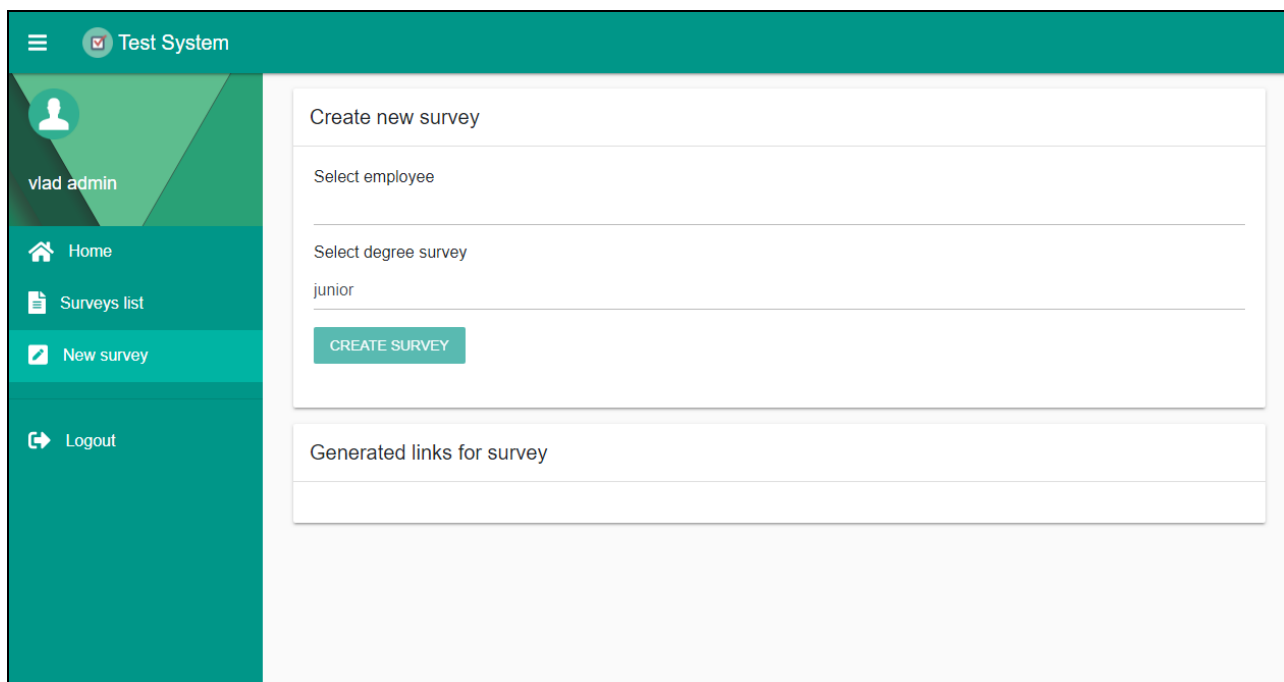 Test System
vlad admin
Home
Surveys list
New survey
Logout
Create new survey
Select employee
Select degree survey
junior
CREATE SURVEY
Generated links for survey